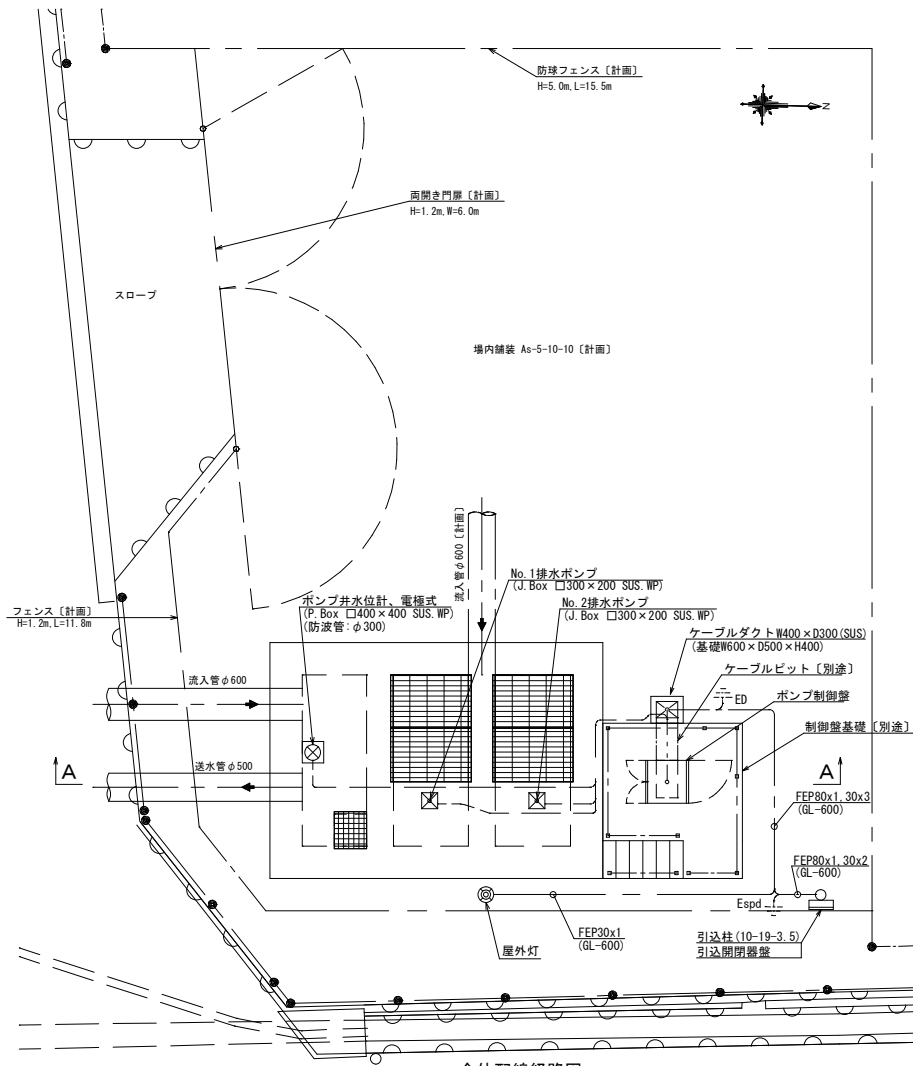 防球フェンス〔計画〕
H=5.0m,L=15.5m
N
両開き門扉〔計画〕
H=1.2m,W=6.0m
スロープ
場内舗装 As-5-10-10〔計画〕
流入管φ600〔計画〕
No.1排水ポンプ
(J.Box □300×200 SUS.WP)
ポンプ井水位計、電極式
(P.Box □400×400 SUS.WP)
(防波管:φ300)
No.2排水ポンプ
(J.Box □300×200 SUS.WP)
フェンス〔計画〕
H=1.2m,L=11.8m
ケーブルダクトW400×D300(SUS)
(基礎W600×D500×H400)
ケーブルピット〔別途〕
ED
ポンプ制御盤
流入管φ600
制御盤基礎〔別途〕
A
送水管φ500
A
FEP80x1,30x3
(GL-600)
FEP80x1,30x2
(GL-600)
Espd
FEP30x1
(GL-600)
屋外灯
引込柱(10-19-3.5)
引込開閉器盤